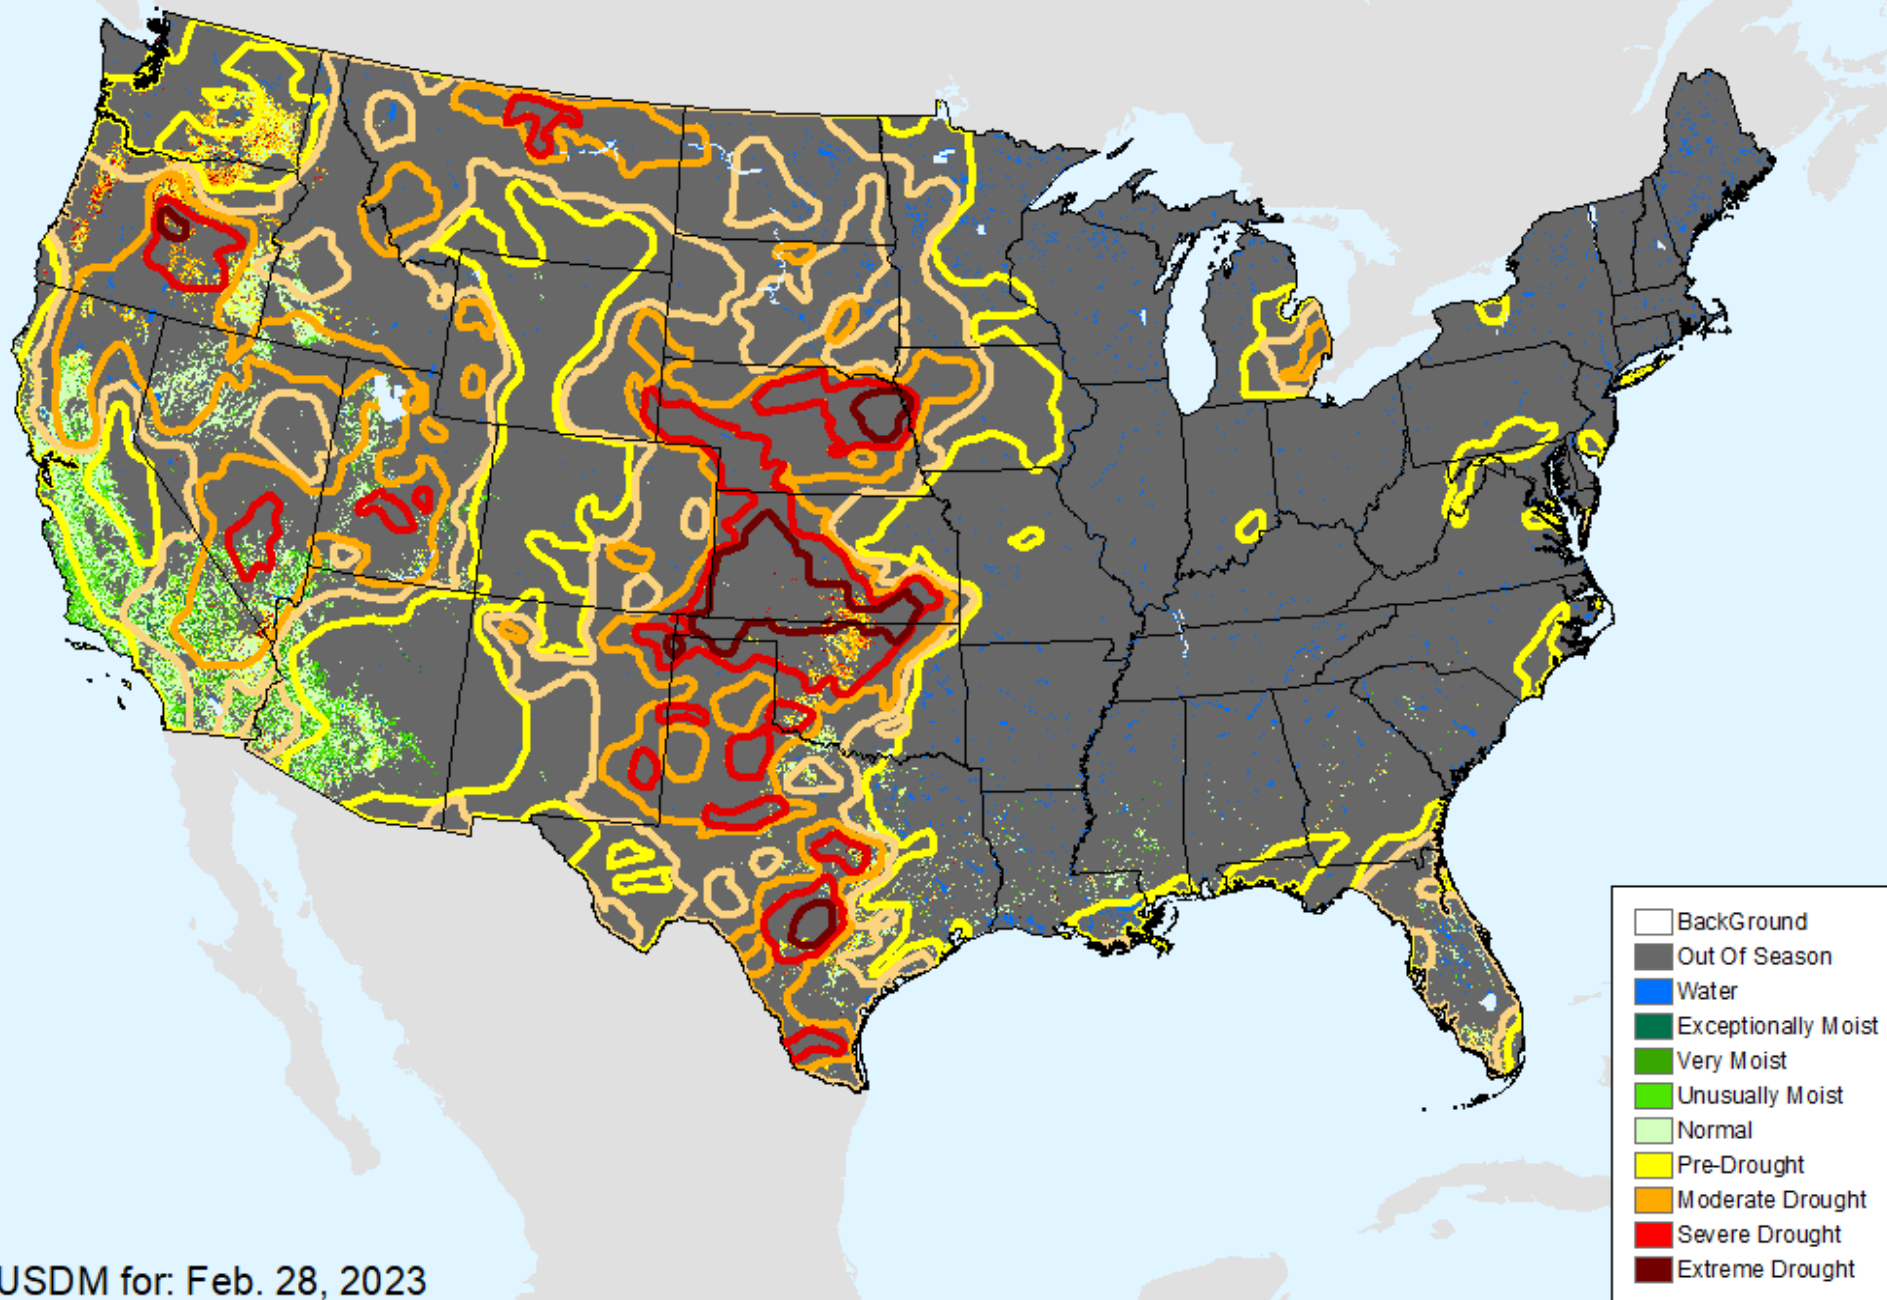 BackGround
Out Of Season
Water
Exceptionally Moist
Very Moist
Unusually Moist
Normal
Pre-Drought
Moderate Drought
Severe Drought
Extreme Drought
USDM for: Feb. 28, 2023